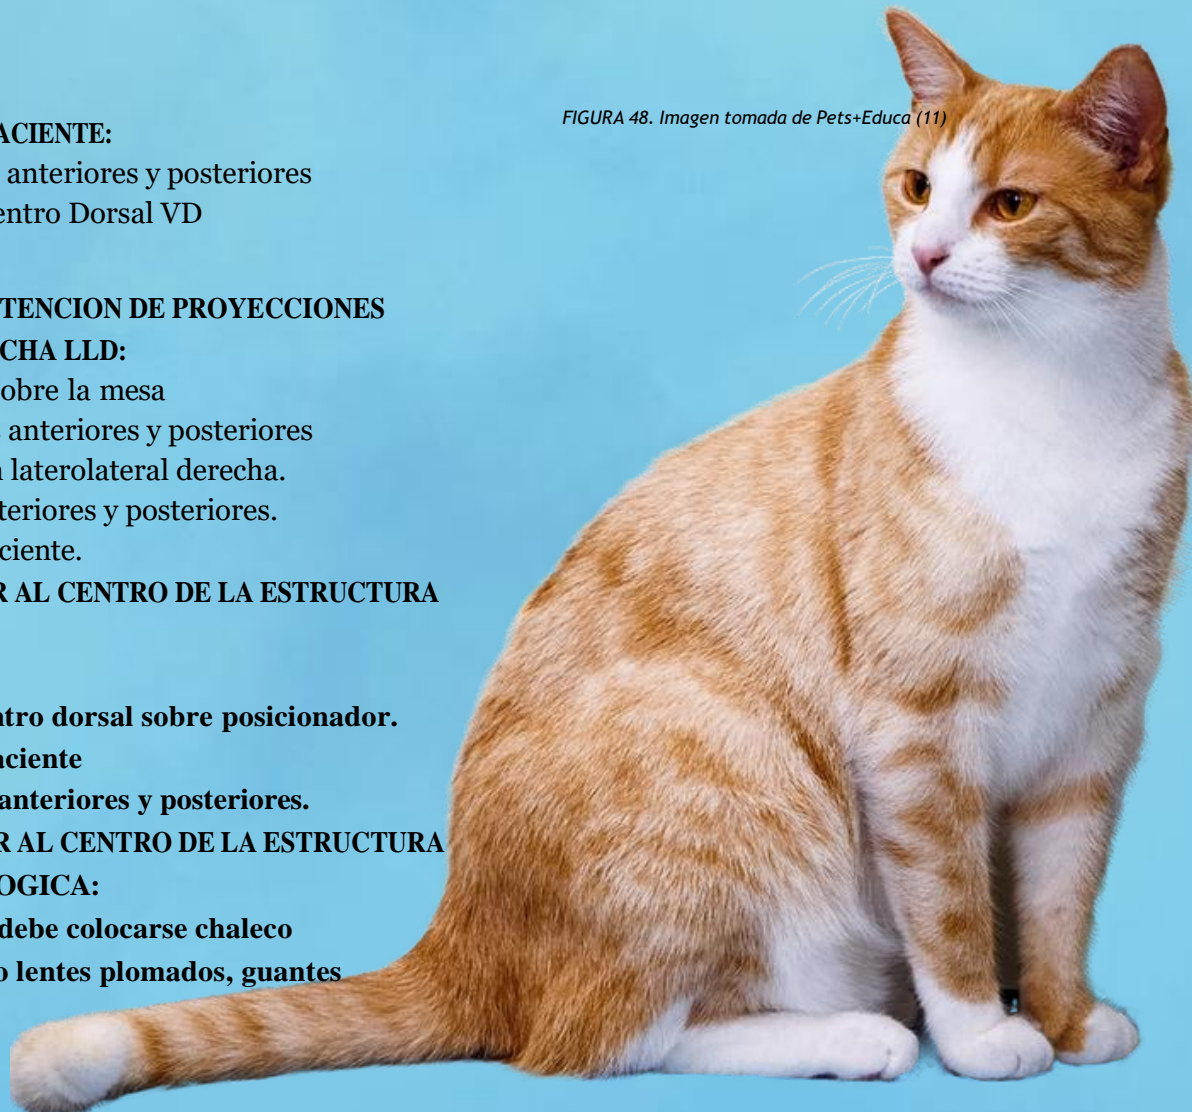 FIGURA 48. Imagen tomada de Pets+Educa (11)
ACIENTE:
anteriores y posteriores
entro Dorsal VD
TENCION DE PROYECCIONES
CHA LLD:
obre la mesa
anteriores y posteriores
laterolateral derecha.
teriores y posteriores.
ciente.
R AL CENTRO DE LA ESTRUCTURA
tro dorsal sobre posicionador.
aciente
anteriores y posteriores.
R AL CENTRO DE LA ESTRUCTURA
OGICA:
debe colocarse chaleco
o lentes plomados, guantes